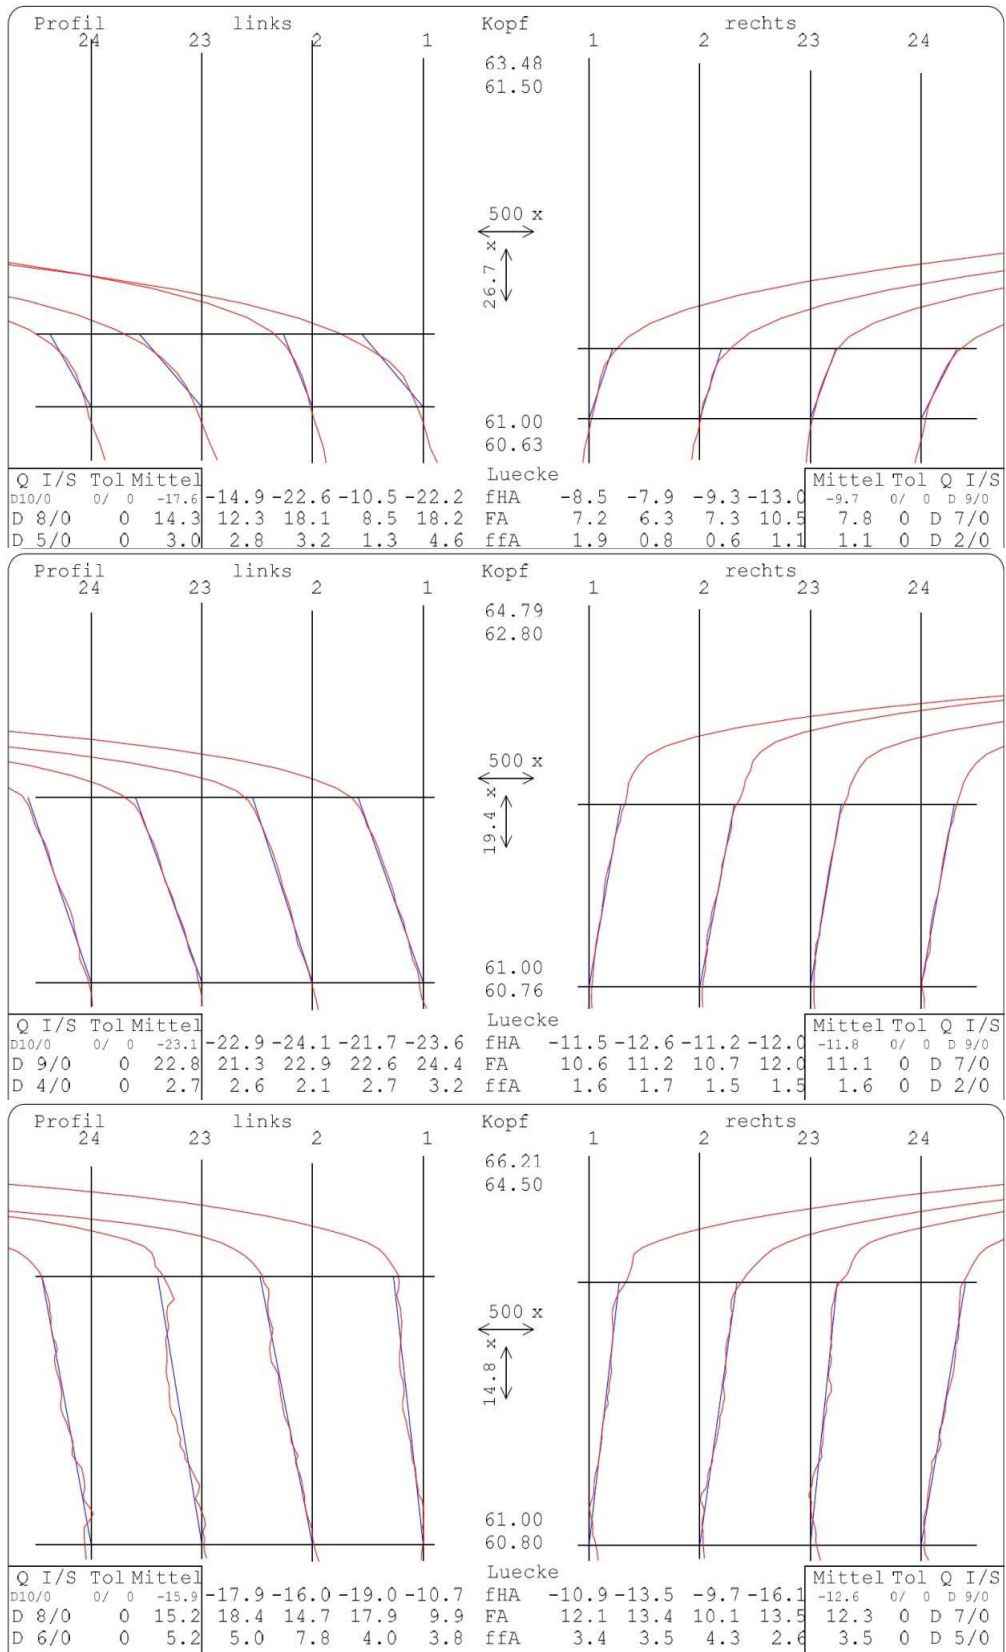 Profil links Kopf rechts
24 23 2 1 1 2 23 24
63.48
61.50
500 x
26.7 x
61.00
60.63
Luecke
Q I/S Tol Mittel Mittel Tol Q I/S
D10/0 0/ 0 -17.6 -14.9 -22.6 -10.5 -22.2 fHA -8.5 -7.9 -9.3 -13.0 -9.7 0/ 0 D 9/0
D 8/0 0 14.3 12.3 18.1 8.5 18.2 FA 7.2 6.3 7.3 10.5 7.8 0 D 7/0
D 5/0 0 3.0 2.8 3.2 1.3 4.6 ffA 1.9 0.8 0.6 1.1 1.1 0 D 2/0
Profil links Kopf rechts
24 23 2 1 1 2 23 24
64.79
62.80
500 x
19.4 x
61.00
60.76
Luecke
Q I/S Tol Mittel Mittel Tol Q I/S
D10/0 0/ 0 -23.1 -22.9 -24.1 -21.7 -23.6 fHA -11.5 -12.6 -11.2 -12.0 -11.8 0/ 0 D 9/0
D 9/0 0 22.8 21.3 22.9 22.6 24.4 FA 10.6 11.2 10.7 12.0 11.1 0 D 7/0
D 4/0 0 2.7 2.6 2.1 2.7 3.2 ffA 1.6 1.7 1.5 1.5 1.6 0 D 2/0
Profil links Kopf rechts
24 23 2 1 1 2 23 24
66.21
64.50
500 x
14.8 x
61.00
60.80
Luecke
Q I/S Tol Mittel Mittel Tol Q I/S
D10/0 0/ 0 -15.9 -17.9 -16.0 -19.0 -10.7 fHA -10.9 -13.5 -9.7 -16.1 -12.6 0/ 0 D 9/0
D 8/0 0 15.2 18.4 14.7 17.9 9.9 FA 12.1 13.4 10.1 13.5 12.3 0 D 7/0
D 6/0 0 5.2 5.0 7.8 4.0 3.8 ffA 3.4 3.5 4.3 2.6 3.5 0 D 5/0